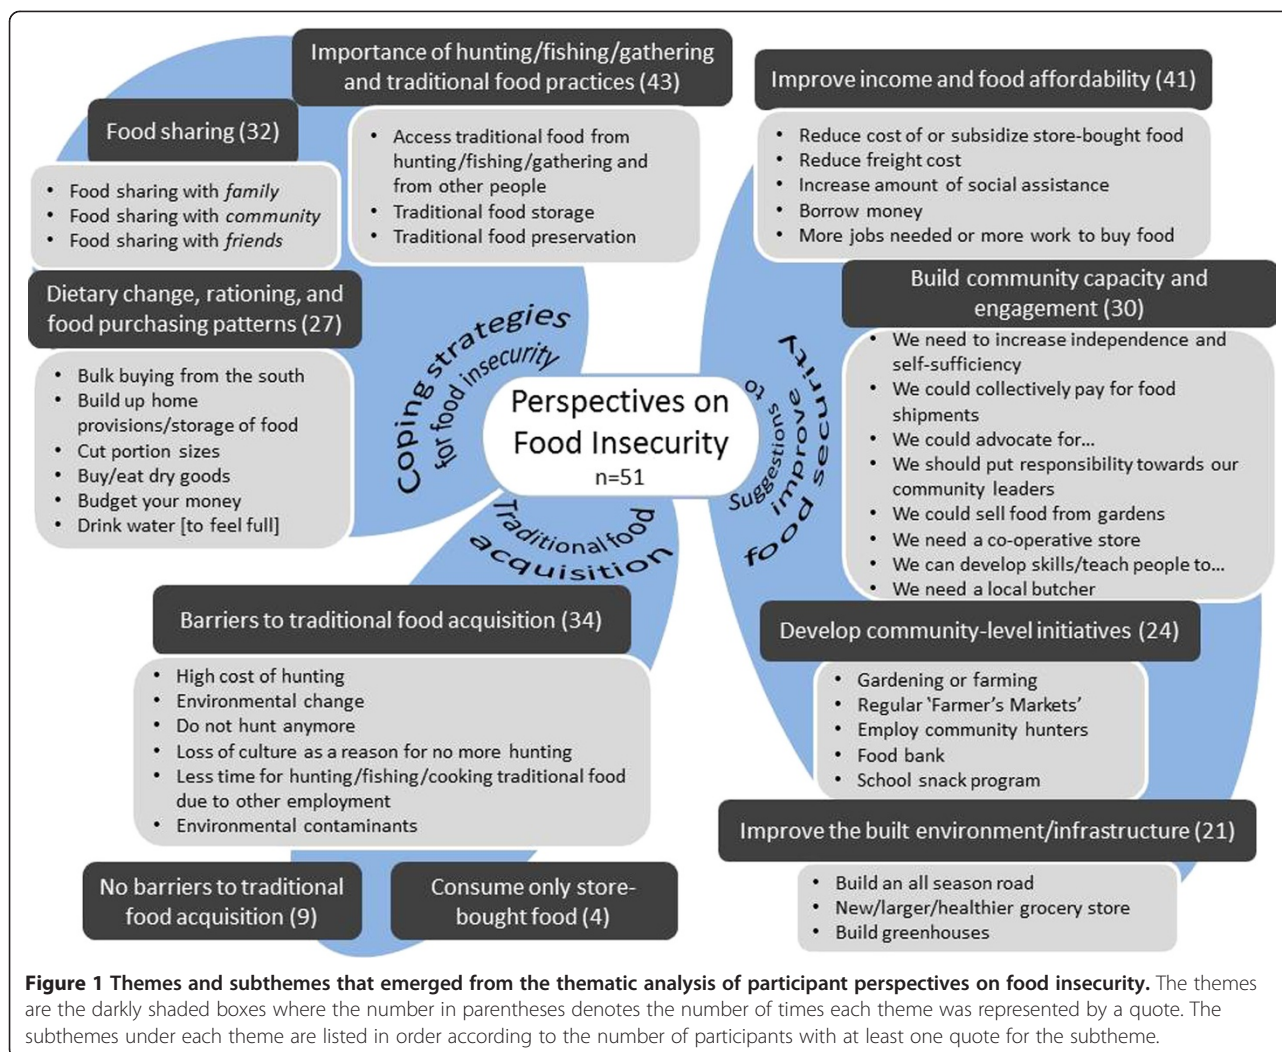 Importance of hunting/fishing/gathering
and traditional food practices (43)
• Access traditional food from
hunting/fishing/gathering and
from other people
• Traditional food storage
• Traditional food preservation
Food sharing (32)
• Food sharing with family
• Food sharing with community
• Food sharing with friends
Dietary change, rationing, and
food purchasing patterns (27)
• Bulk buying from the south
• Build up home
provisions/storage of food
• Cut portion sizes
• Buy/eat dry goods
• Budget your money
• Drink water [to feel full]
Coping strategies
for food insecurity
Perspectives on
Food Insecurity
n=51
Traditional food
acquisition
Barriers to traditional food acquisition (34)
• High cost of hunting
• Environmental change
• Do not hunt anymore
• Loss of culture as a reason for no more hunting
• Less time for hunting/fishing/cooking traditional food
due to other employment
• Environmental contaminants
No barriers to traditional
food acquisition (9)
Consume only store-
bought food (4)
Suggestions to
improve
food security
Improve income and food affordability (41)
• Reduce cost of or subsidize store-bought food
• Reduce freight cost
• Increase amount of social assistance
• Borrow money
• More jobs needed or more work to buy food
Build community capacity and
engagement (30)
• We need to increase independence and
self-sufficiency
• We could collectively pay for food
shipments
• We could advocate for...
• We should put responsibility towards our
community leaders
• We could sell food from gardens
• We need a co-operative store
• We can develop skills/teach people to...
• We need a local butcher
Develop community-level initiatives (24)
• Gardening or farming
• Regular ‘Farmer’s Markets’
• Employ community hunters
• Food bank
• School snack program
Improve the built environment/infrastructure (21)
• Build an all season road
• New/larger/healthier grocery store
• Build greenhouses
Figure 1 Themes and subthemes that emerged from the thematic analysis of participant perspectives on food insecurity. The themes
are the darkly shaded boxes where the number in parentheses denotes the number of times each theme was represented by a quote. The
subthemes under each theme are listed in order according to the number of participants with at least one quote for the subtheme.